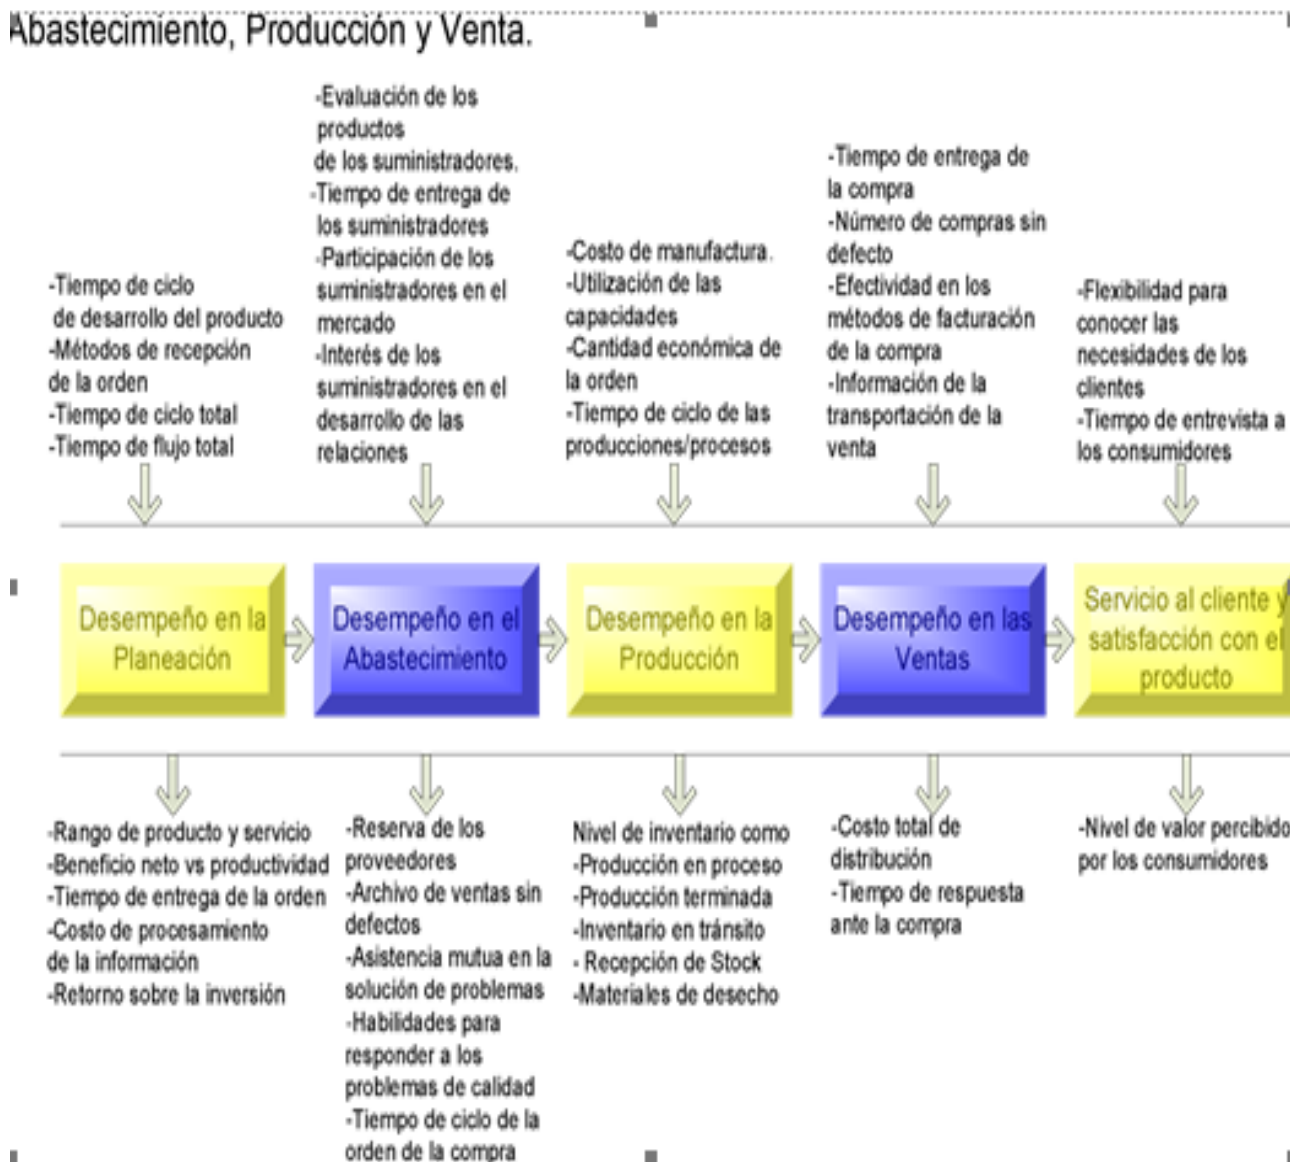 Abastecimiento, Producción y Venta.
-Tiempo de ciclo
de desarrollo del producto
-Métodos de recepción
de la orden
-Tiempo de ciclo total
-Tiempo de flujo total
-Evaluación de los
productos
de los suministradores.
-Tiempo de entrega de
los suministradores
-Participación de los
suministradores en el
mercado
-Interés de los
suministradores en el
desarrollo de las
relaciones
-Costo de manufactura.
-Utilización de las
capacidades
-Cantidad económica de
la orden
-Tiempo de ciclo de las
producciones/procesos
-Tiempo de entrega de
la compra
-Número de compras sin
defecto
-Efectividad en los
métodos de facturación
de la compra
-Información de la
transportación de la
venta
-Flexibilidad para
conocer las
necesidades de los
clientes
-Tiempo de entrevista a
los consumidores
Desempeño en la
Planeación
Desempeño en el
Abastecimiento
Desempeño en la
Producción
Desempeño en las
Ventas
Servicio al cliente y
satisfacción con el
producto
-Rango de producto y servicio
-Beneficio neto vs productividad
-Tiempo de entrega de la orden
-Costo de procesamiento
de la información
-Retorno sobre la inversión
-Reserva de los
proveedores
-Archivo de ventas sin
defectos
-Asistencia mutua en la
solución de problemas
-Habilidades para
responder a los
problemas de calidad
-Tiempo de ciclo de la
orden de la compra
Nivel de inventario como
-Producción en proceso
-Producción terminada
-Inventario en tránsito
- Recepción de Stock
-Materiales de desecho
-Costo total de
distribución
-Tiempo de respuesta
ante la compra
-Nivel de valor percibido
por los consumidores